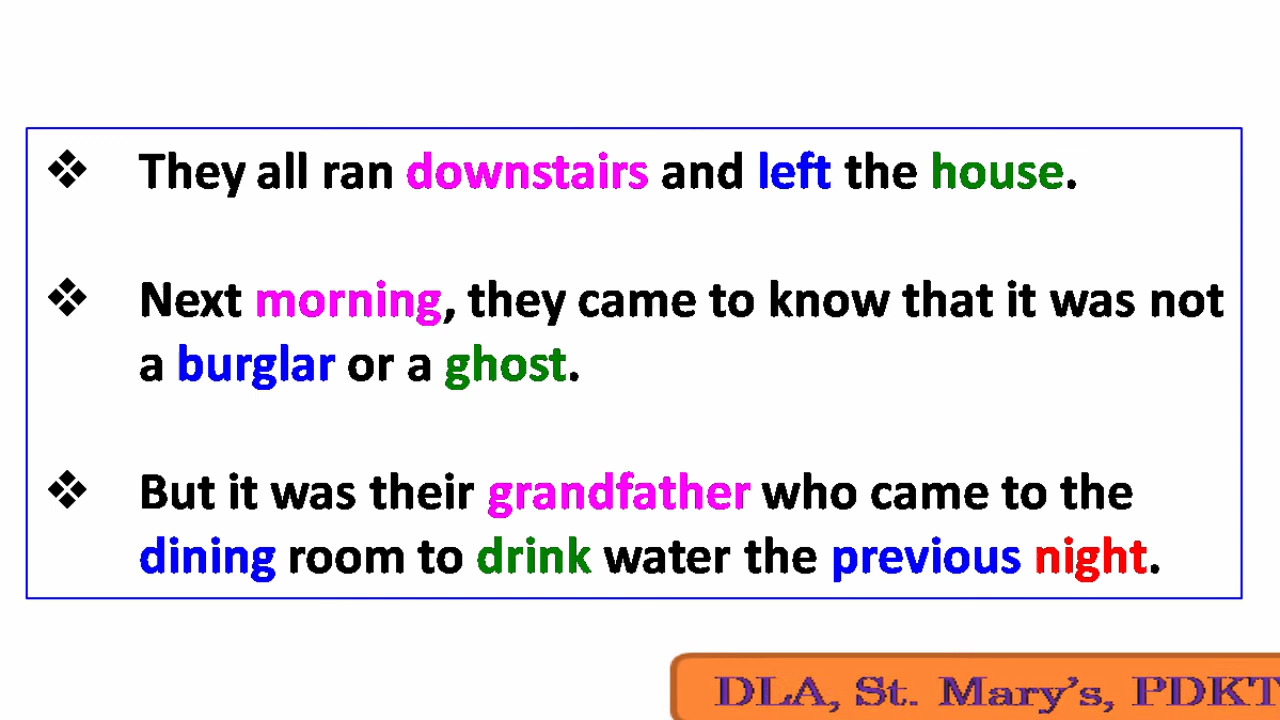 ❖ They all ran downstairs and left the house.
❖ Next morning, they came to know that it was not
a burglar or a ghost.
❖ But it was their grandfather who came to the
dining room to drink water the previous night.
DLA, St. Mary's, PDKT